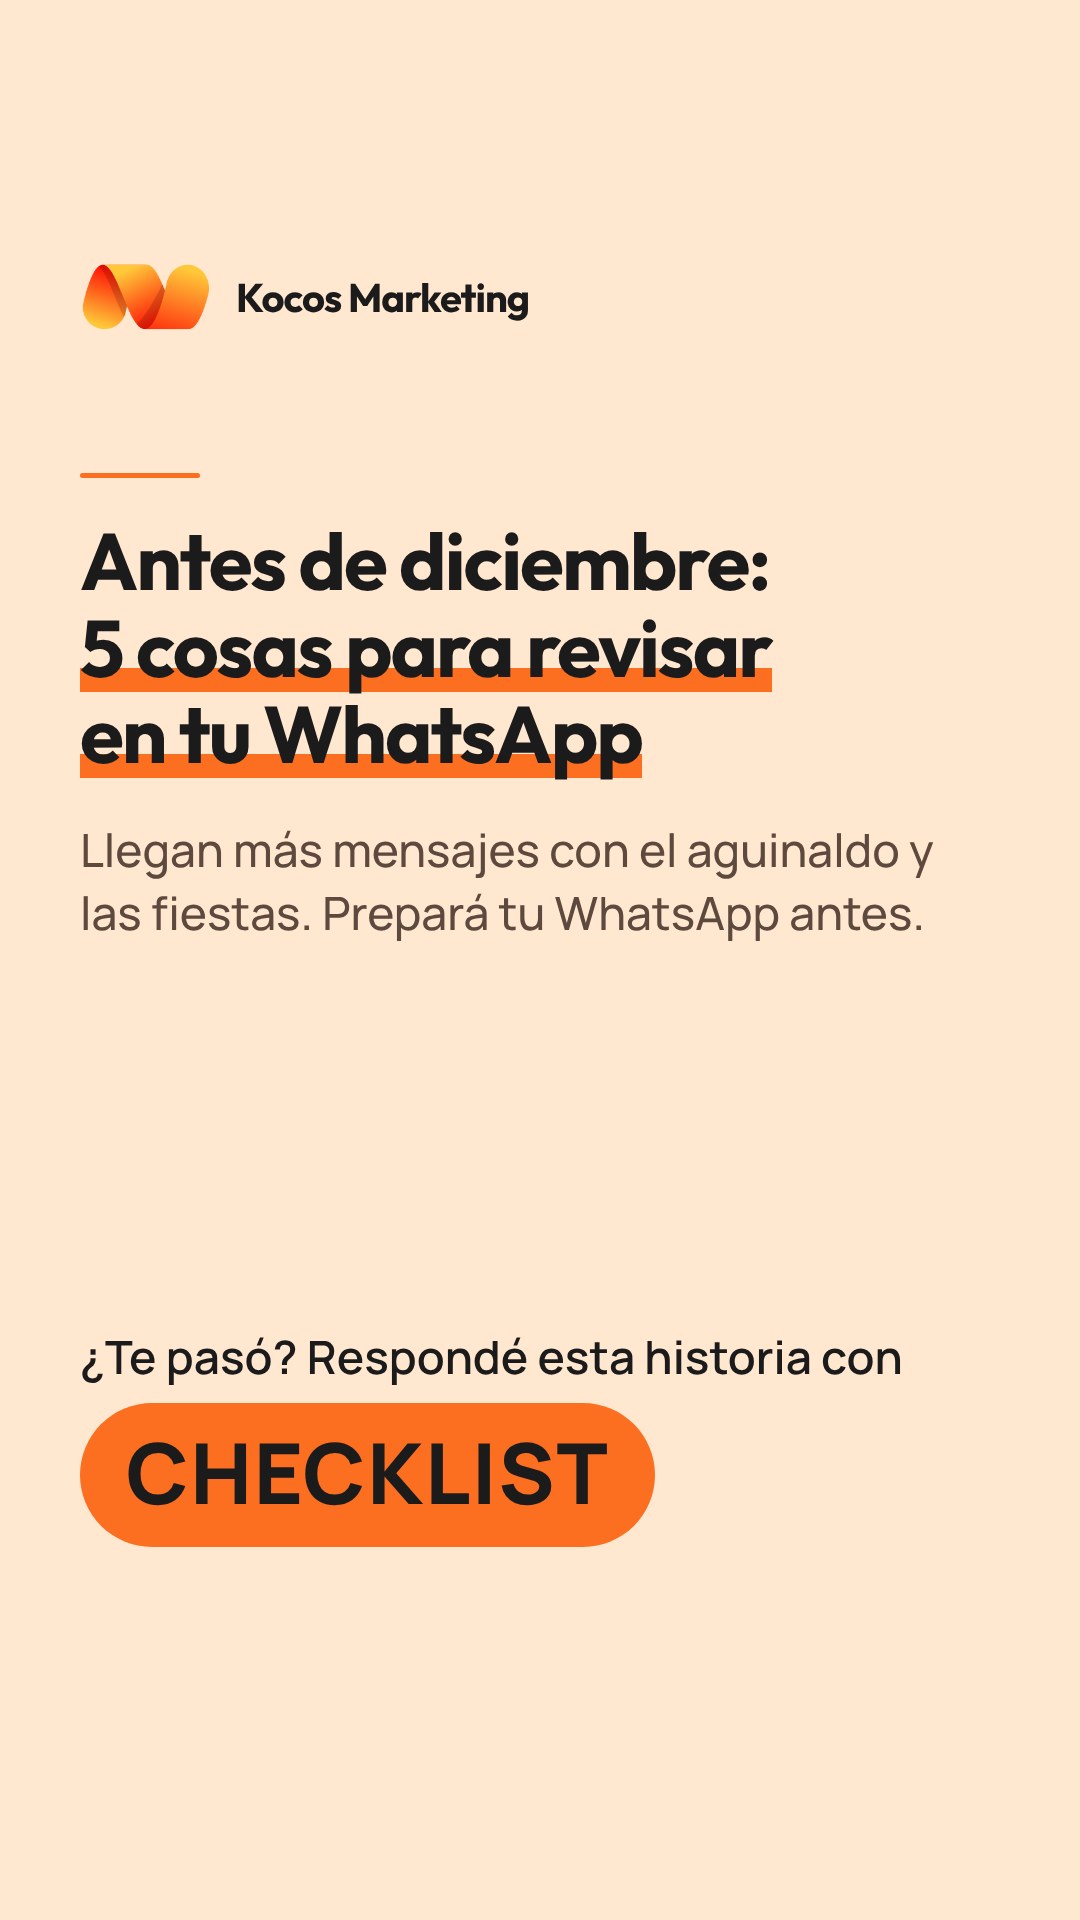 Kocos Marketing
Antes de diciembre:
5 cosas para revisar
en tu WhatsApp
Llegan más mensajes con el aguinaldo y
las fiestas. Prepará tu WhatsApp antes.
¿Te pasó? Respondé esta historia con
CHECKLIST